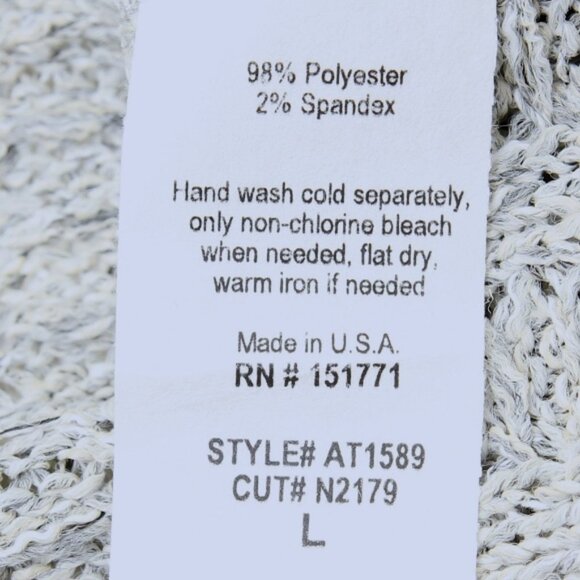 98% Polyester
2% Spandex
Hand wash cold separately,
only non-chlorine bleach
when needed, flat dry,
warm iron if needed
Made in U.S.A.
RN # 151771
STYLE# AT1589
CUT# N2179
L